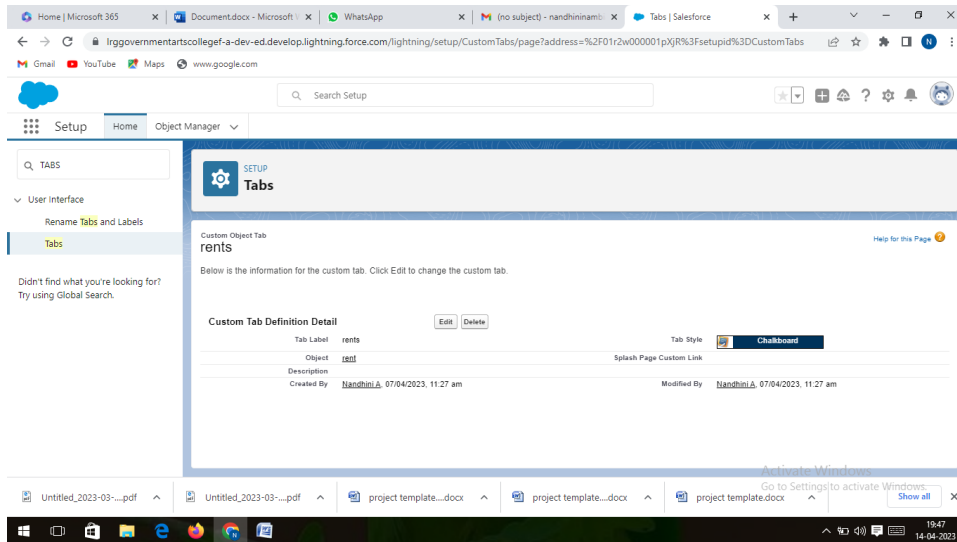 Home | Microsoft 365
Document.docx - Microsoft W
WhatsApp
(no subject) - nandhininamb
Tabs | Salesforce
lrggovernmentartscollegef-a-dev-ed.develop.lightning.force.com/lightning/setup/CustomTabs/page?address=%2F01r2w000001pXjR%3Fsetupid%3DCustomTabs
N
Gmail YouTube Maps www.google.com
Search Setup
Setup Home Object Manager
TABS
User Interface
Rename Tabs and Labels
Tabs
Didn't find what you're looking for?
Try using Global Search.
SETUP
Tabs
Custom Object Tab
rents
Help for this Page
Below is the information for the custom tab. Click Edit to change the custom tab.
Custom Tab Definition Detail Edit Delete
Tab Label rents Tab Style Chalkboard
Object rent Splash Page Custom Link
Description
Created By Nandhini A, 07/04/2023, 11:27 am Modified By Nandhini A, 07/04/2023, 11:27 am
Activate Windows
Go to Settings to activate Windows.
Untitled_2023-03-....pdf Untitled_2023-03-....pdf project template....docx project template....docx project template.docx Show all
19:47
14-04-2023